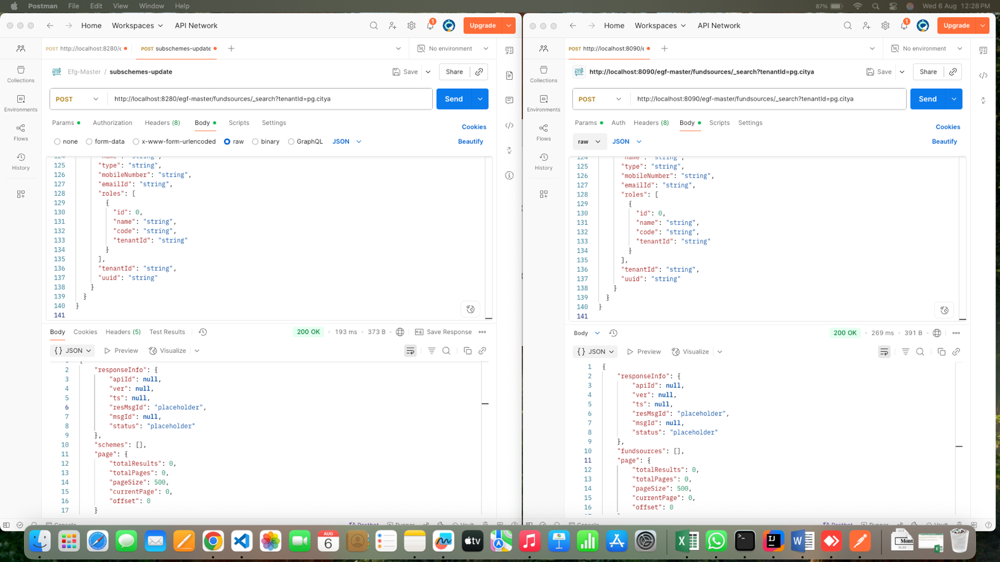 Postman File Edit View Window Help
87% Wed 6 Aug 12:28 PM
Home Workspaces API Network
1
Upgrade
POST http://localhost:8280/e
POST subschemes-update
No environment
Efg-Master / subschemes-update
Save
Share
POST
http://localhost:8280/egf-master/fundsources/_search?tenantId=pg.citya
Send
Params
Authorization
Headers (8)
Body
Scripts
Settings
Cookies
none
form-data
x-www-form-urlencoded
raw
binary
GraphQL
JSON
Beautify
Collections
Environments
Flows
History
124 "name": "string",
125 "type": "string",
126 "mobileNumber": "string",
127 "emailId": "string",
128 "roles": [
129 {
130 "id": 0,
131 "name": "string",
132 "code": "string",
133 "tenantId": "string"
134 }
135 ],
136 "tenantId": "string",
137 "uuid": "string"
138 }
139 }
140 }
141
Body
Cookies
Headers (5)
Test Results
200 OK
193 ms
373 B
Save Response
{} JSON
Preview
Visualize
1 {
2 "responseInfo": {
3 "apiId": null,
4 "ver": null,
5 "ts": null,
6 "resMsgId": "placeholder",
7 "msgId": null,
8 "status": "placeholder"
9 },
10 "schemes": [],
11 "page": {
12 "totalResults": 0,
13 "totalPages": 0,
14 "pageSize": 500,
15 "currentPage": 0,
16 "offset": 0
17 }
Console
Postbot
Runner
Vault
Home Workspaces API Network
1
Upgrade
POST http://localhost:8090/e
No environment
http://localhost:8090/egf-master/fundsources/_search?tenantId=pg.citya
Save
Share
POST
http://localhost:8090/egf-master/fundsources/_search?tenantId=pg.citya
Send
Params
Auth
Headers (8)
Body
Scripts
Settings
Cookies
raw
JSON
Beautify
Collections
Environments
Flows
History
124 "name": "string",
125 "type": "string",
126 "mobileNumber": "string",
127 "emailId": "string",
128 "roles": [
129 {
130 "id": 0,
131 "name": "string",
132 "code": "string",
133 "tenantId": "string"
134 }
135 ],
136 "tenantId": "string",
137 "uuid": "string"
138 }
139 }
140 }
141
Body
200 OK
269 ms
391 B
{} JSON
Preview
Visualize
1 {
2 "responseInfo": {
3 "apiId": null,
4 "ver": null,
5 "ts": null,
6 "resMsgId": "placeholder",
7 "msgId": null,
8 "status": "placeholder"
9 },
10 "fundsources": [],
11 "page": {
12 "totalResults": 0,
13 "totalPages": 0,
14 "pageSize": 500,
15 "currentPage": 0,
16 "offset": 0
Console
Postbot
Runner
Vault
AUG
6
tv
IJ
Mont
XLSX